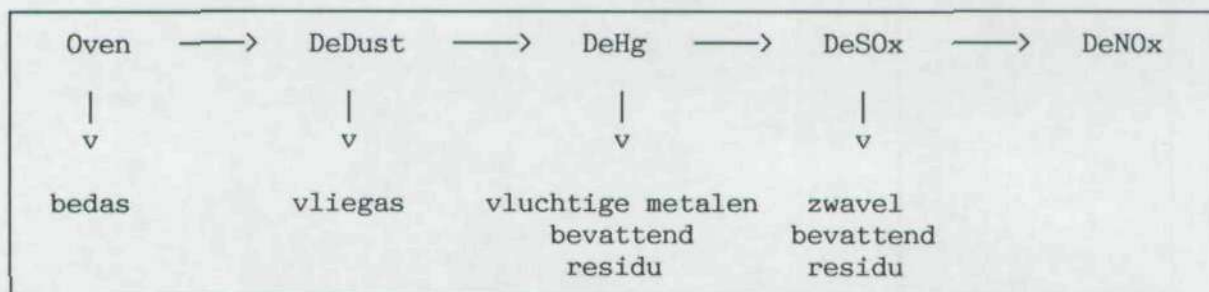 Oven ——> DeDust ——> DeHg ——> DeSOx ——> DeNOx
| | | |
v v v v
bedas vliegas vluchtige metalen zwavel
bevattend bevattend
residu residu